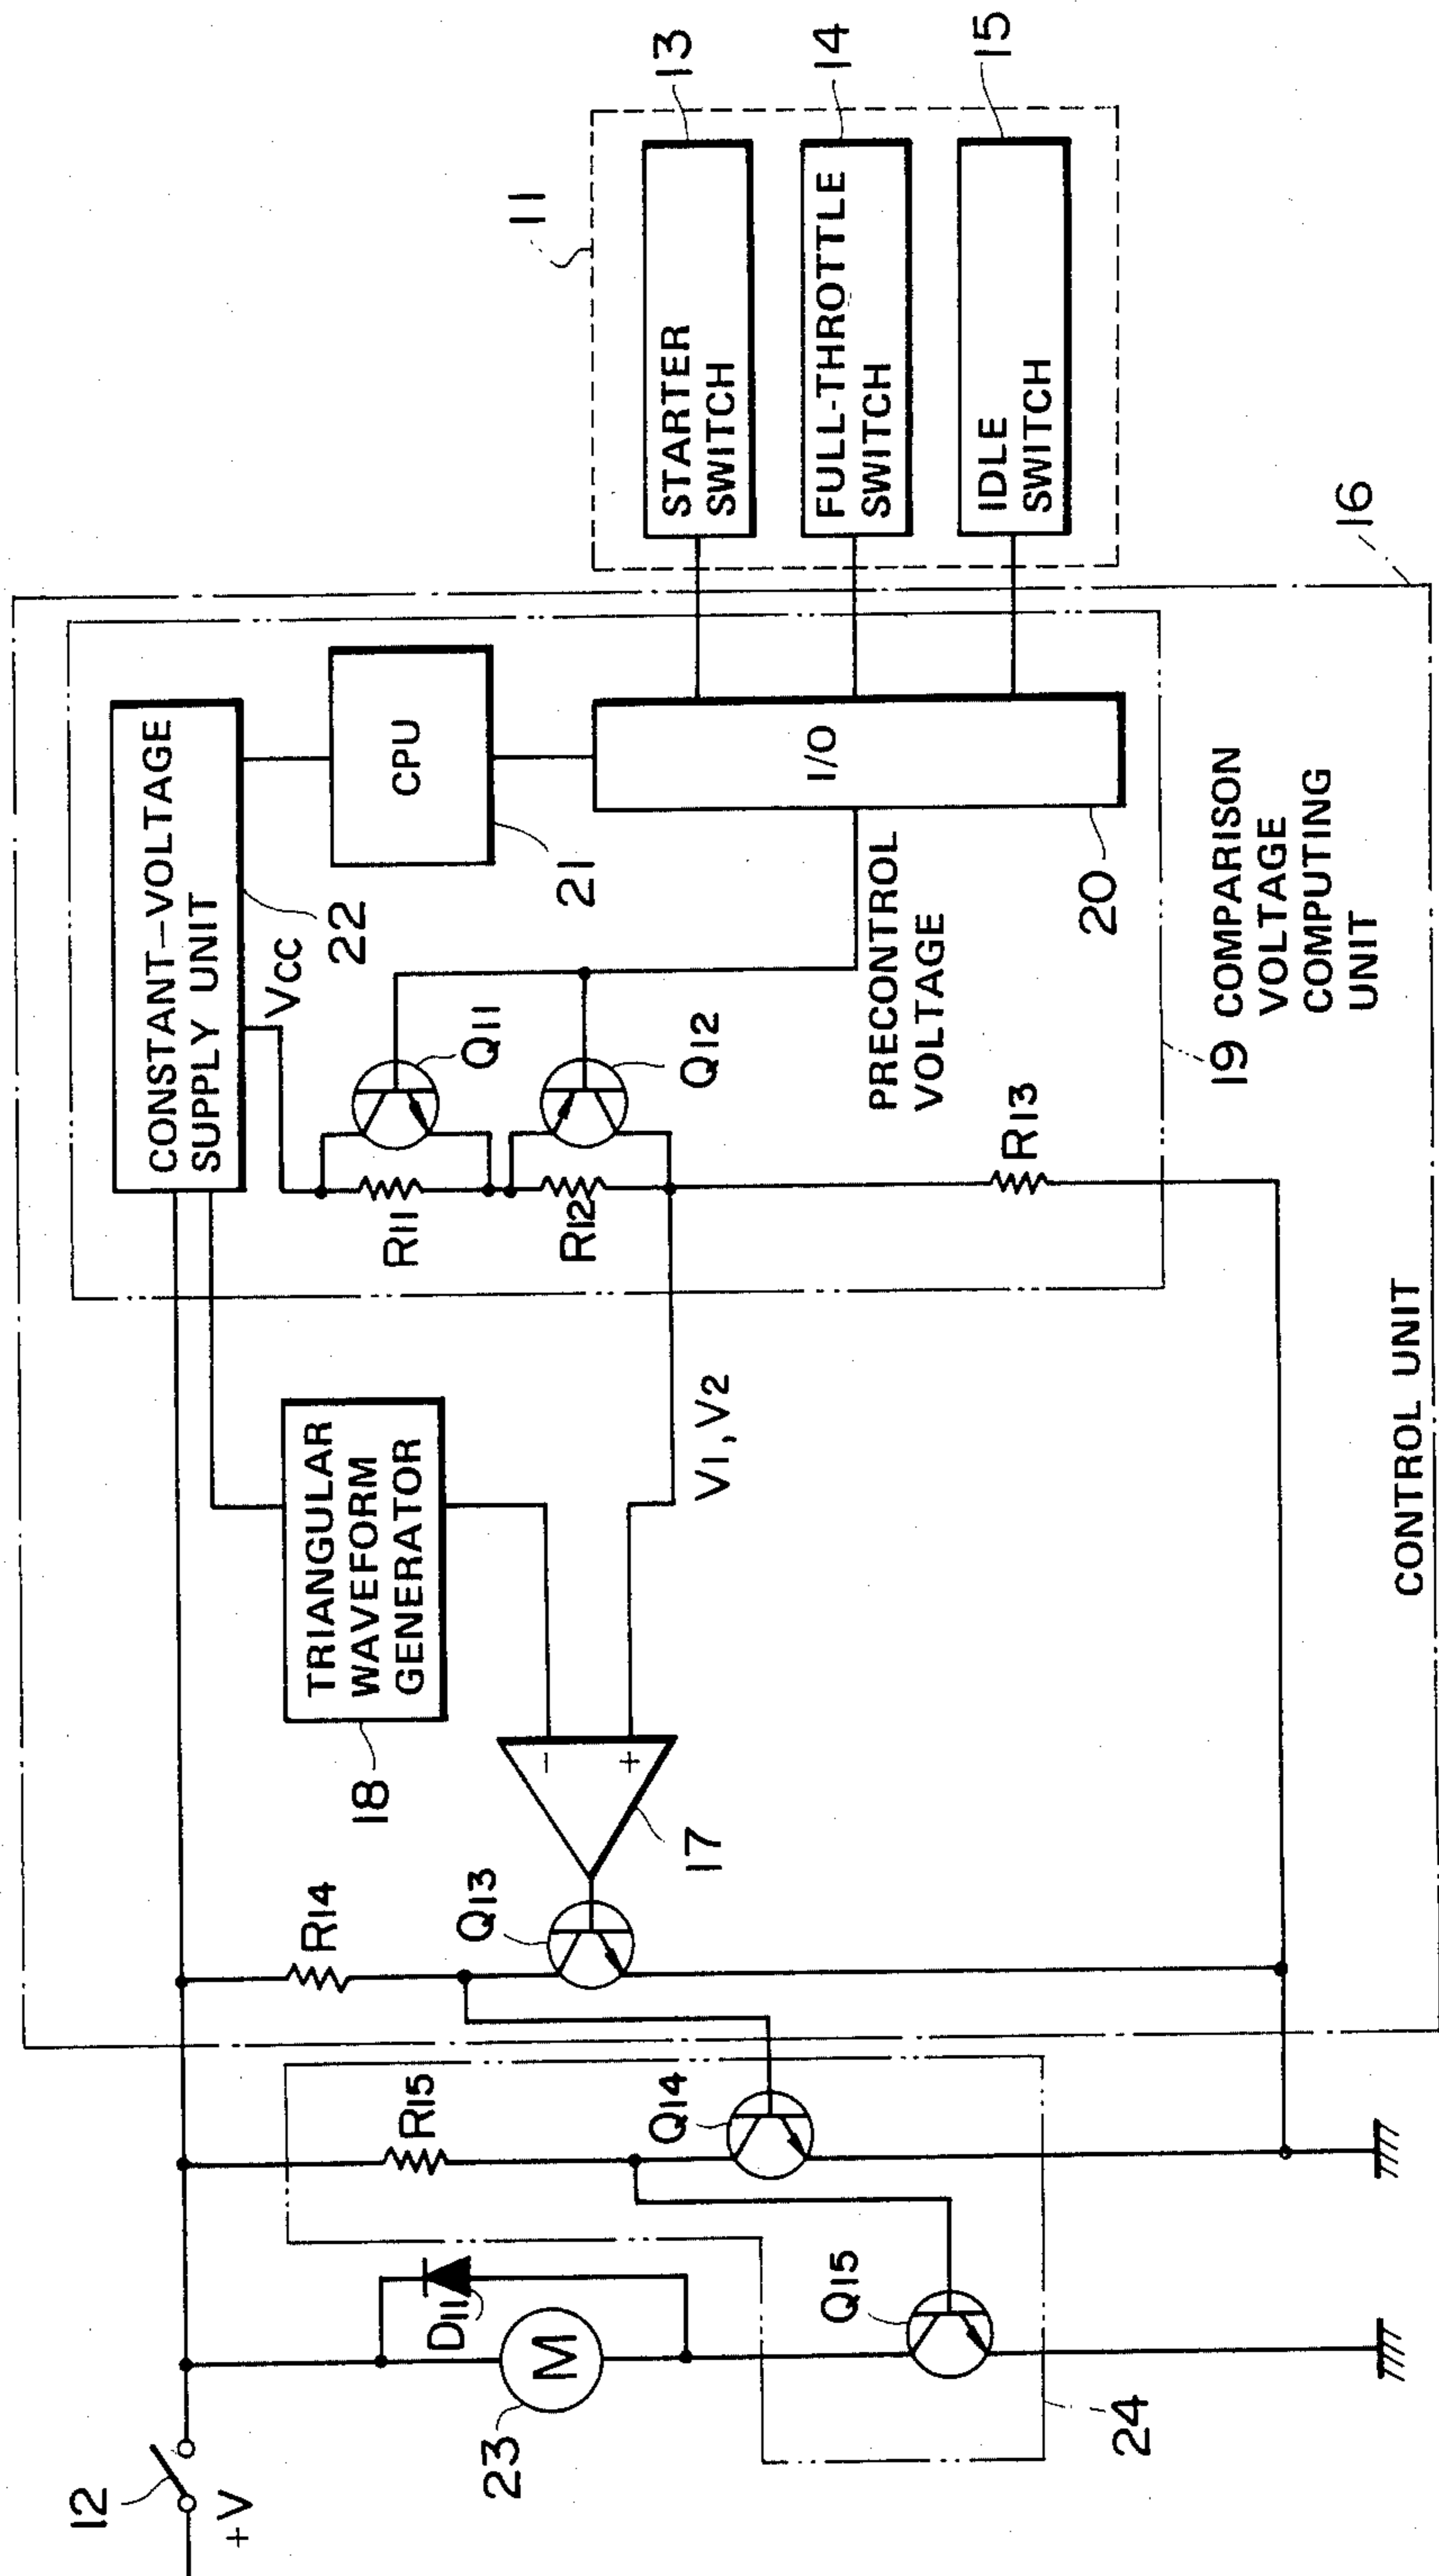 12
+V
23
M
D11
R15
Q14
Q15
24
R14
Q13
17
-
+
18
TRIANGULAR
WAVEFORM
GENERATOR
V1, V2
CONSTANT-VOLTAGE
SUPPLY UNIT
22
VCC
R11
Q11
R12
Q12
R13
CPU
21
I/O
20
PRECONTROL
VOLTAGE
19 COMPARISON
VOLTAGE
COMPUTING
UNIT
CONTROL UNIT
16
11
STARTER
SWITCH
13
FULL-THROTTLE
SWITCH
14
IDLE
SWITCH
15